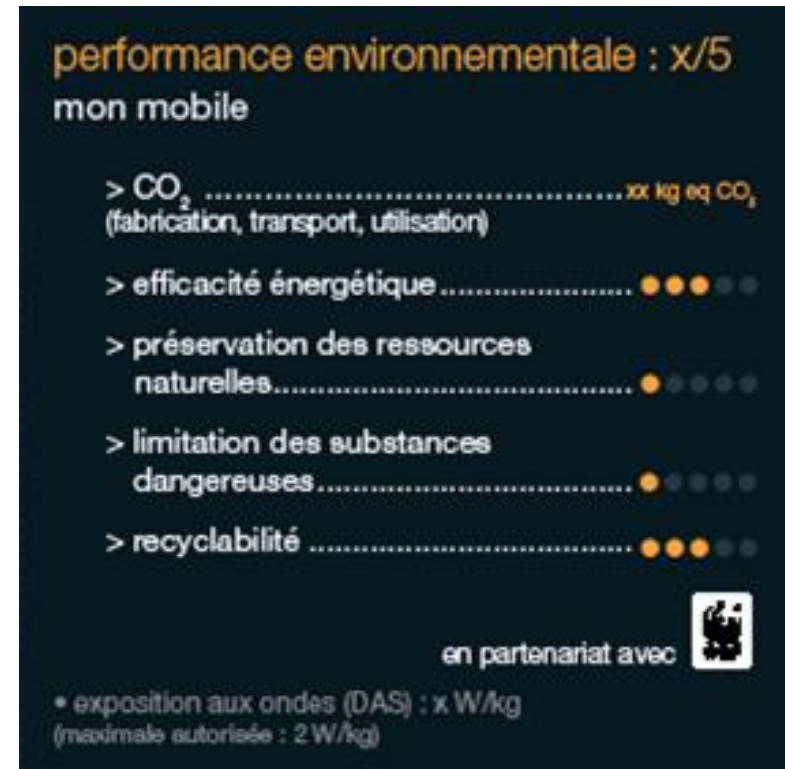 performance environnementale : x/5
mon mobile
> CO₂ ........................................ xx kg eq CO₂
(fabrication, transport, utilisation)
> efficacité énergétique.......................
> préservation des ressources
naturelles........................................
> limitation des substances
dangereuses...................................
> recyclabilité ...................................
en partenariat avec
• exposition aux ondes (DAS) : x W/kg
(maximale autorisée : 2 W/kg)